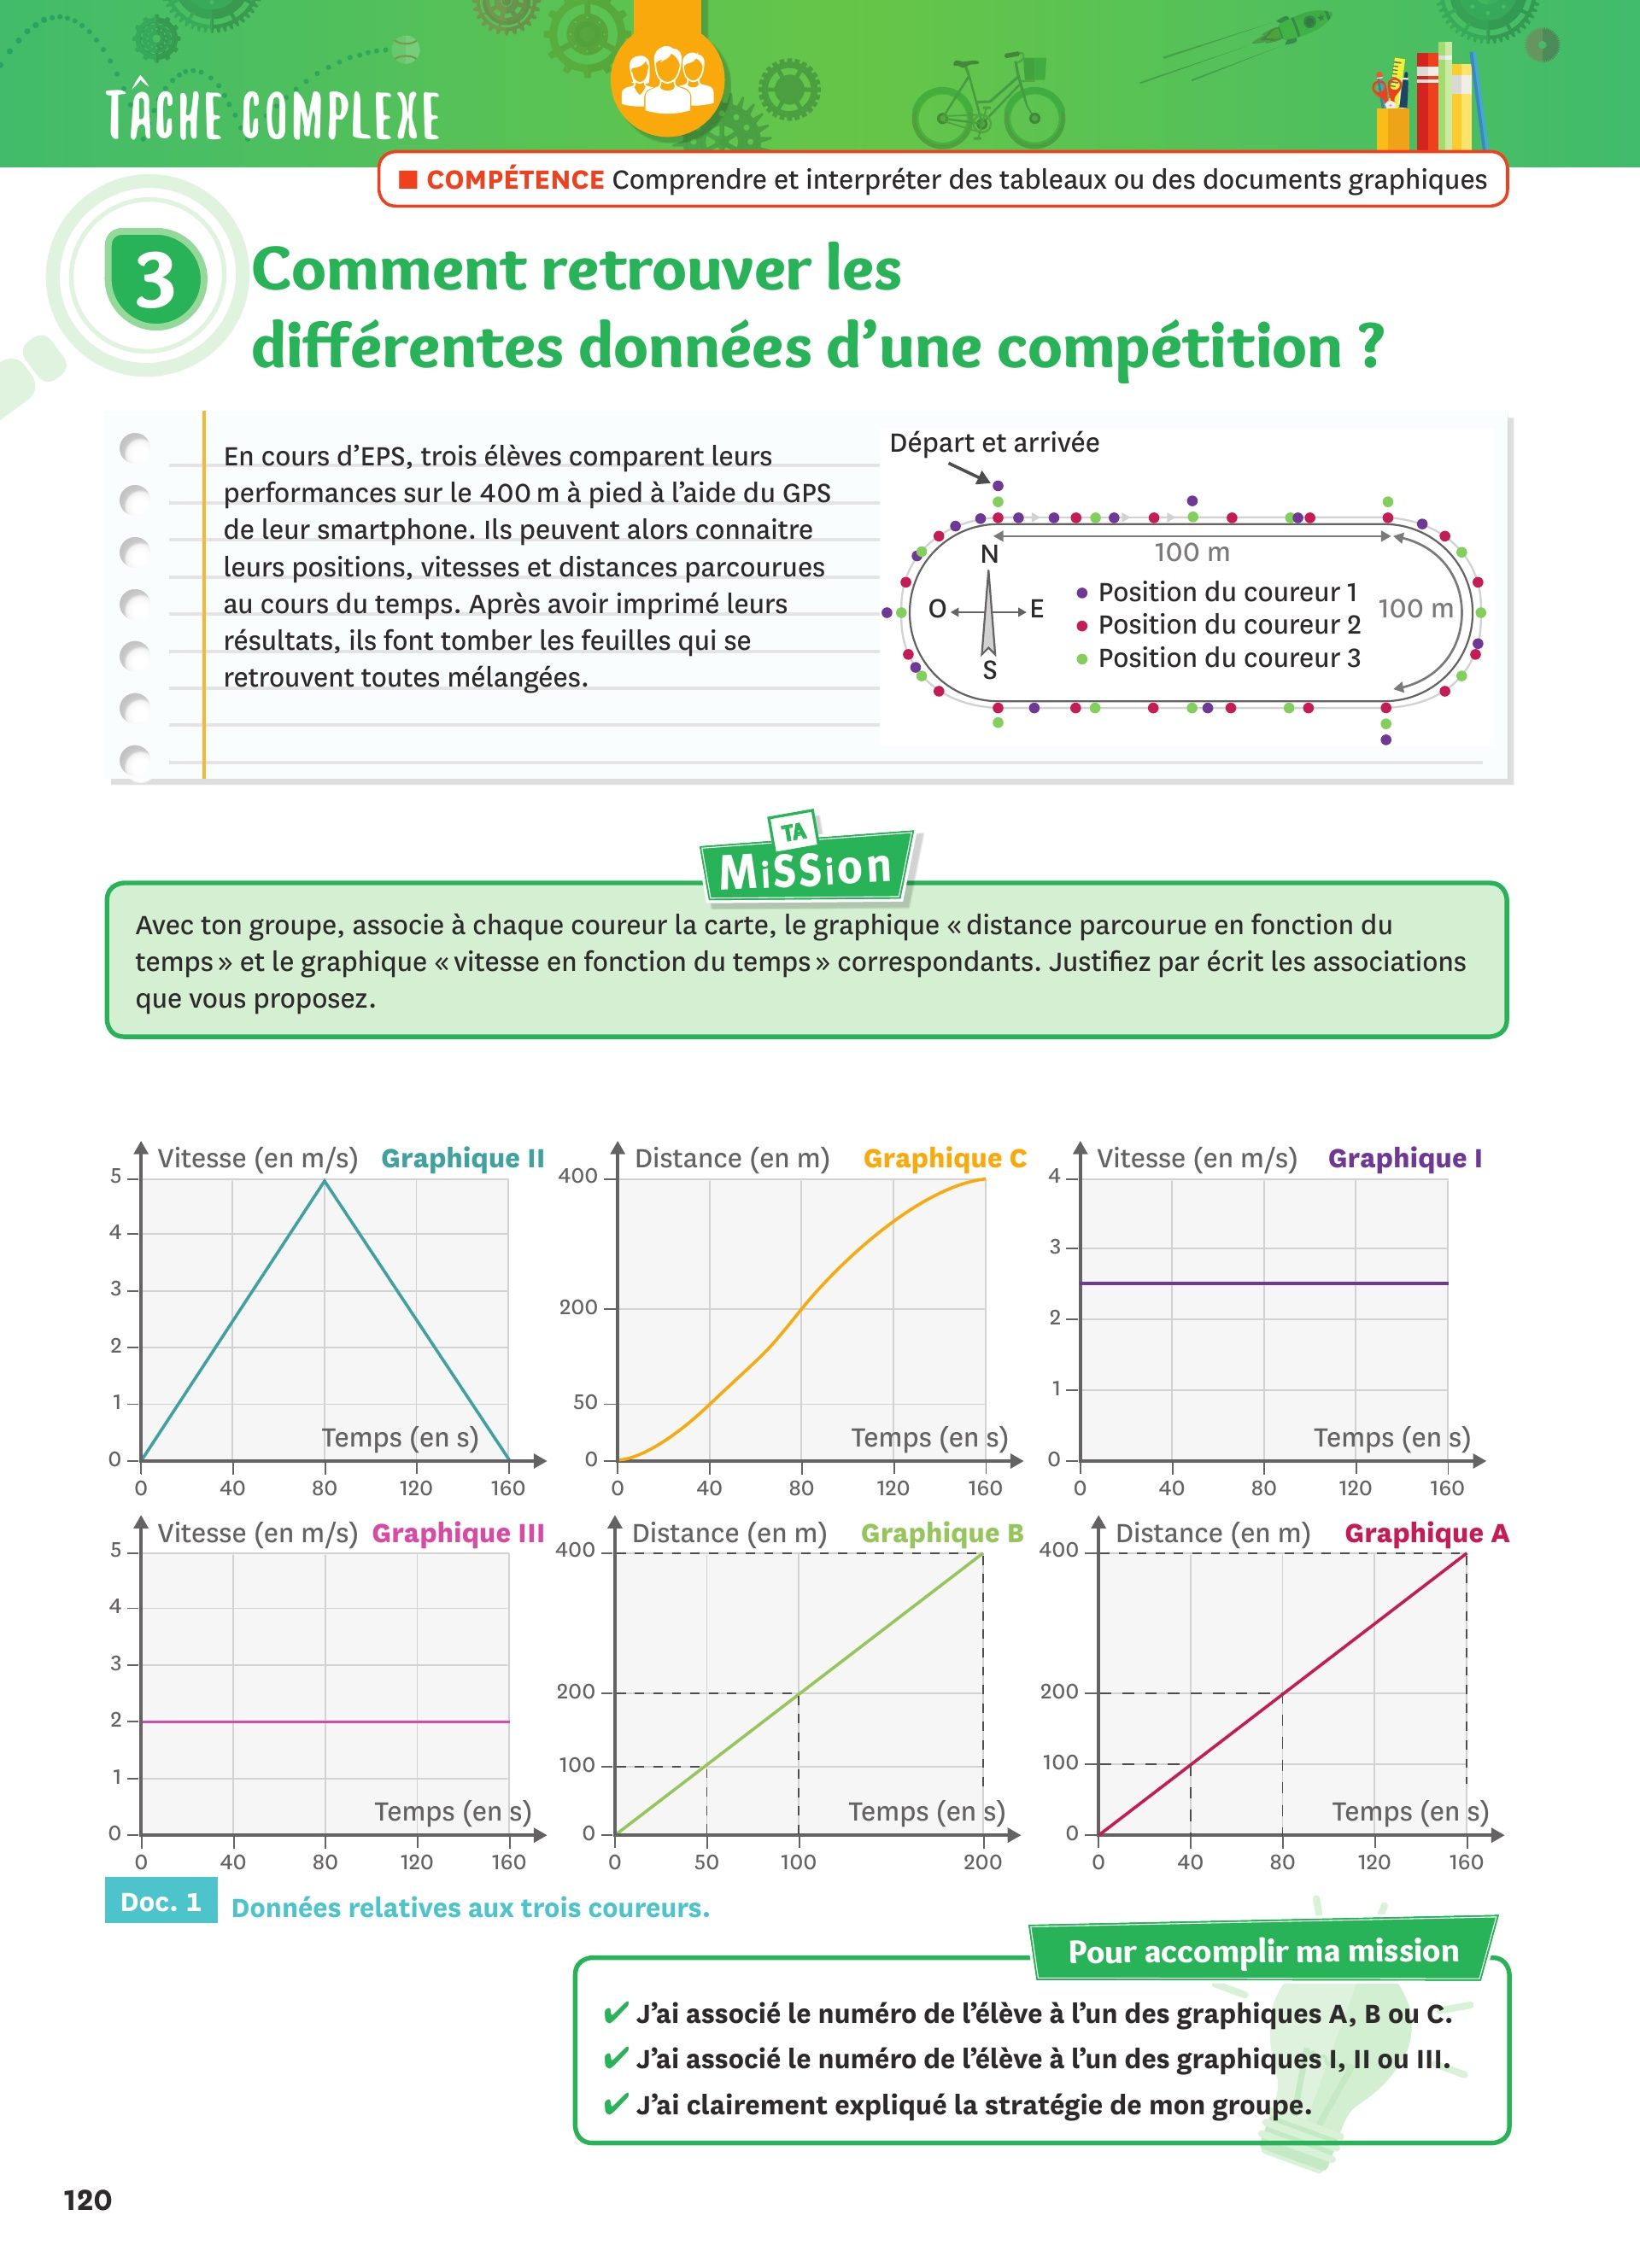 TÂCHE COMPLEXE
■ COMPÉTENCE Comprendre et interpréter des tableaux ou des documents graphiques
3
Comment retrouver les
différentes données d’une compétition ?
En cours d’EPS, trois élèves comparent leurs
performances sur le 400 m à pied à l’aide du GPS
de leur smartphone. Ils peuvent alors connaitre
leurs positions, vitesses et distances parcourues
au cours du temps. Après avoir imprimé leurs
résultats, ils font tomber les feuilles qui se
retrouvent toutes mélangées.
Départ et arrivée
100 m
N
O E
S
Position du coureur 1
Position du coureur 2
Position du coureur 3
100 m
TA
MiSSion
Avec ton groupe, associe à chaque coureur la carte, le graphique « distance parcourue en fonction du
temps » et le graphique « vitesse en fonction du temps » correspondants. Justifiez par écrit les associations
que vous proposez.
Vitesse (en m/s) Graphique II
5
4
3
2
1
0
Temps (en s)
0 40 80 120 160
Distance (en m) Graphique C
400
200
50
0
Temps (en s)
0 40 80 120 160
Vitesse (en m/s) Graphique I
4
3
2
1
0
Temps (en s)
0 40 80 120 160
Vitesse (en m/s) Graphique III
5
4
3
2
1
0
Temps (en s)
0 40 80 120 160
Distance (en m) Graphique B
400
200
100
0
Temps (en s)
0 50 100 200
Distance (en m) Graphique A
400
200
100
0
Temps (en s)
0 40 80 120 160
Doc. 1 Données relatives aux trois coureurs.
Pour accomplir ma mission
✔ J’ai associé le numéro de l’élève à l’un des graphiques A, B ou C.
✔ J’ai associé le numéro de l’élève à l’un des graphiques I, II ou III.
✔ J’ai clairement expliqué la stratégie de mon groupe.
120